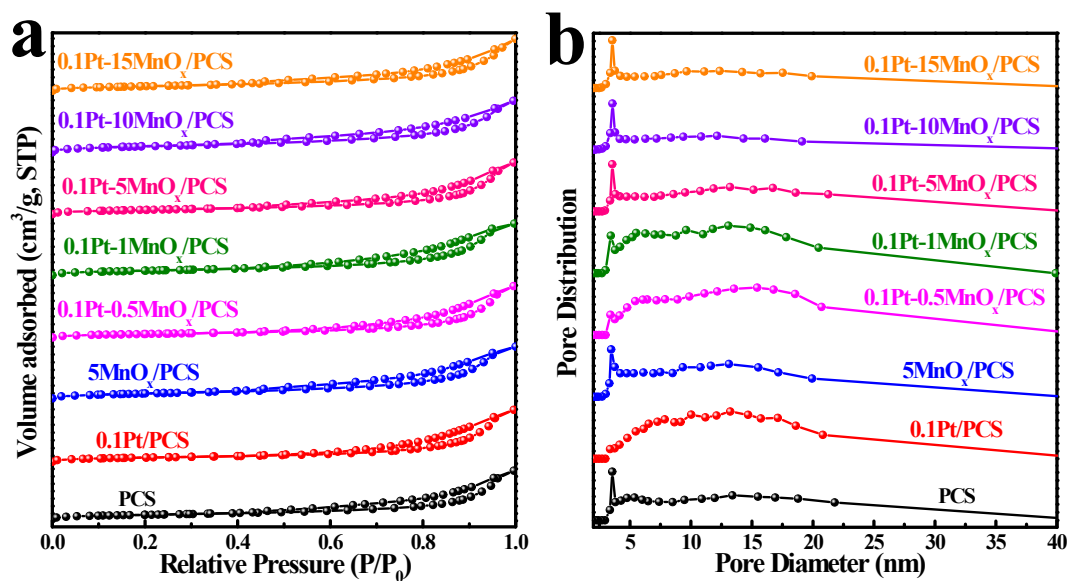 a
0.1Pt-15MnOx/PCS
0.1Pt-10MnOx/PCS
0.1Pt-5MnOx/PCS
0.1Pt-1MnOx/PCS
0.1Pt-0.5MnOx/PCS
5MnOx/PCS
0.1Pt/PCS
PCS
Volume adsorbed (cm³/g, STP)
0.0 0.2 0.4 0.6 0.8 1.0
Relative Pressure (P/P₀)
b
0.1Pt-15MnOx/PCS
0.1Pt-10MnOx/PCS
0.1Pt-5MnOx/PCS
0.1Pt-1MnOx/PCS
0.1Pt-0.5MnOx/PCS
5MnOx/PCS
0.1Pt/PCS
PCS
Pore Distribution
5 10 15 20 25 30 35 40
Pore Diameter (nm)